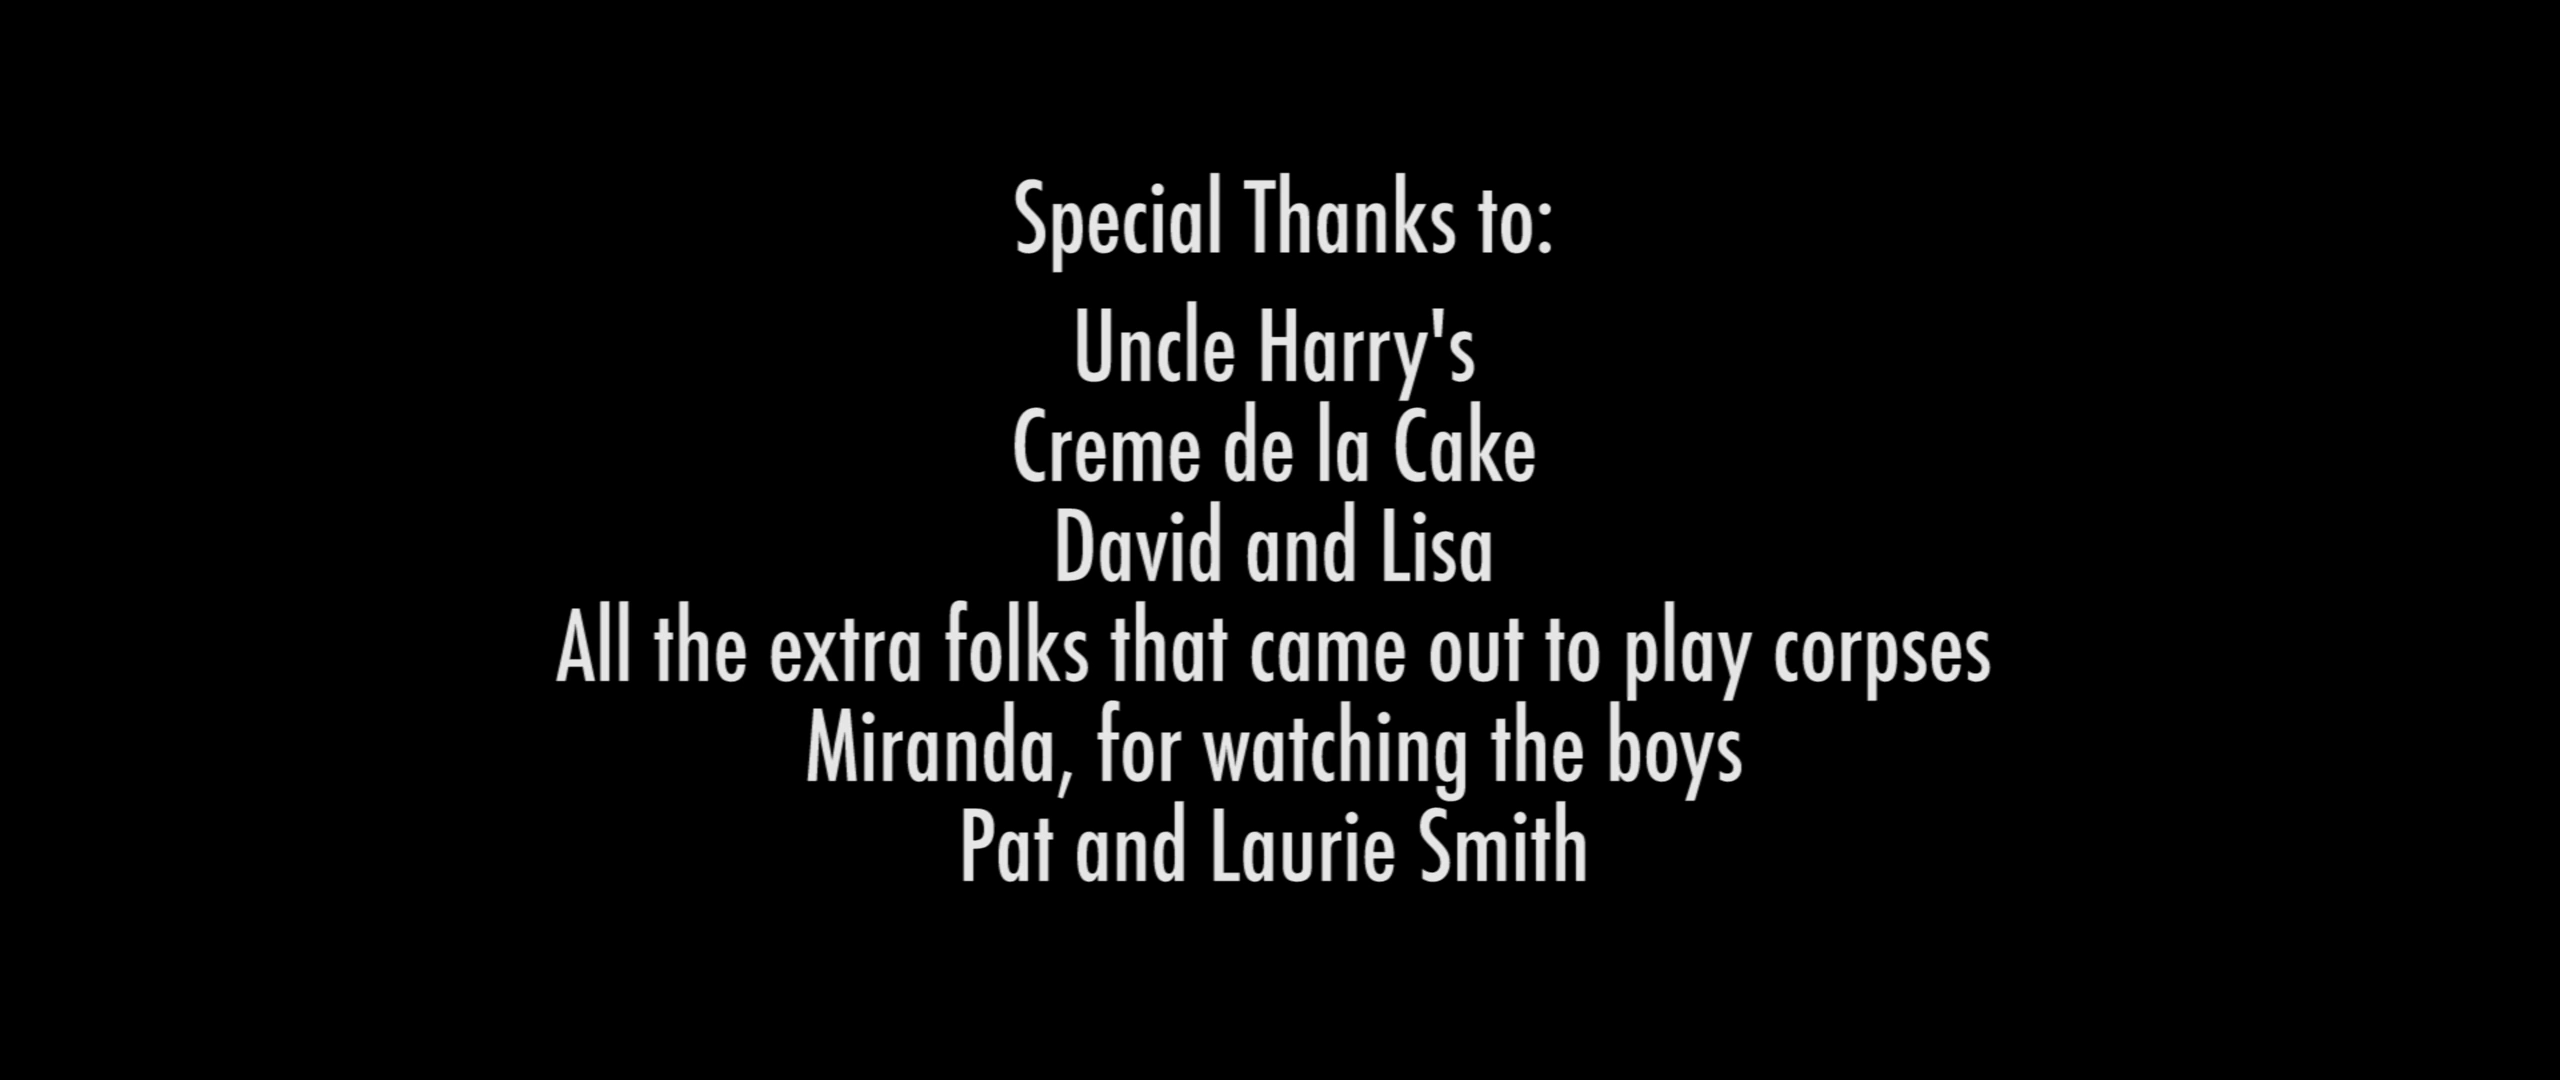 Special Thanks to:
Uncle Harry's
Creme de la Cake
David and Lisa
All the extra folks that came out to play corpses
Miranda, for watching the boys
Pat and Laurie Smith